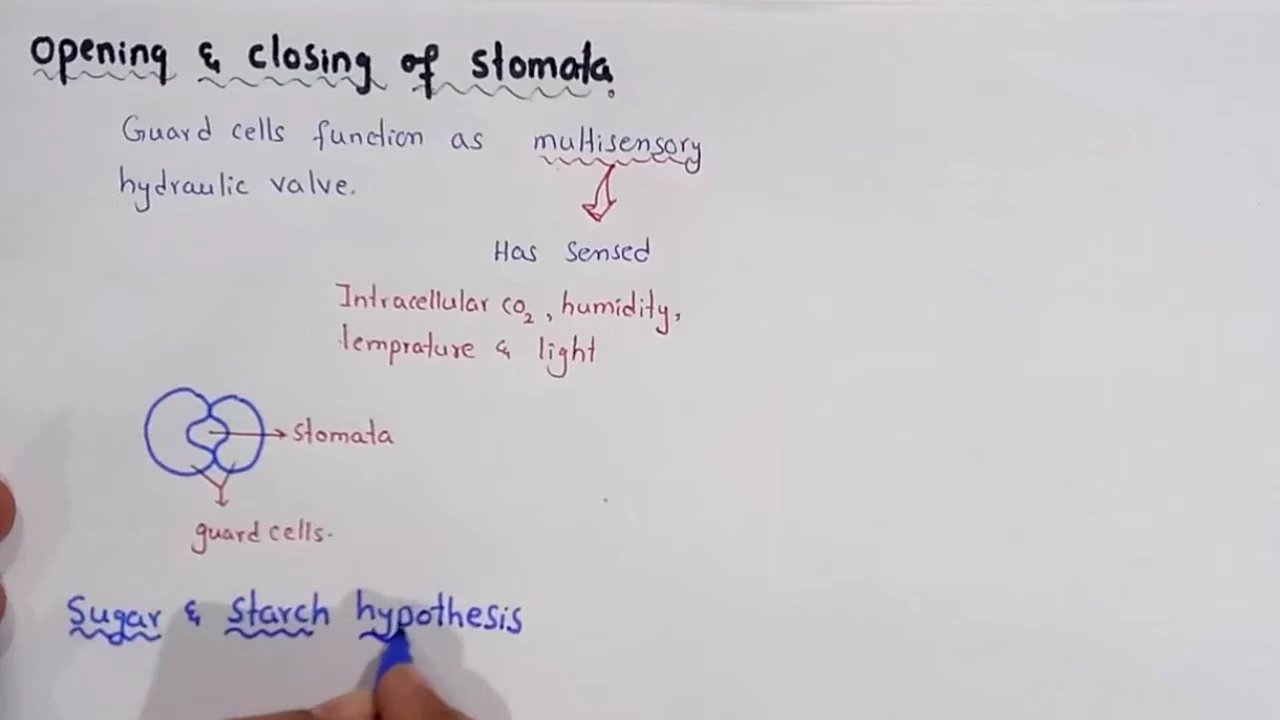 Opening & closing of stomata.
Guard cells function as multisensory
hydraulic valve.
Has sensed
Intracellular CO2, humidity,
temprature & light
stomata
guard cells.
Sugar & starch hypothesis